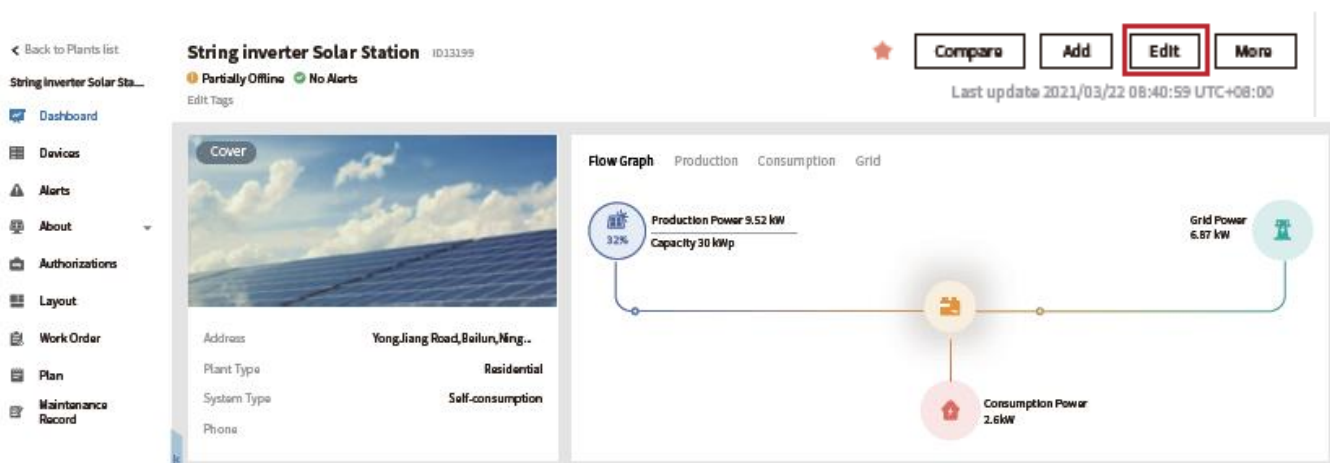 Back to Plants list
String inverter Solar Sta....
Dashboard
Devices
Alerts
About
Authorizations
Layout
Work Order
Plan
Maintenance
Record
String inverter Solar Station ID13199
Partially Offline No Alerts
Edit Tags
Compare Add Edit More
Last update 2021/03/22 08:40:59 UTC+08:00
Cover
Address YongJiang Road,Beilun,Ning...
Plant Type Residential
System Type Self-consumption
Phone
Flow Graph Production Consumption Grid
32%
Production Power 9.52 kW
Capacity 30 kWp
Grid Power
6.87 kW
Consumption Power
2.6kW